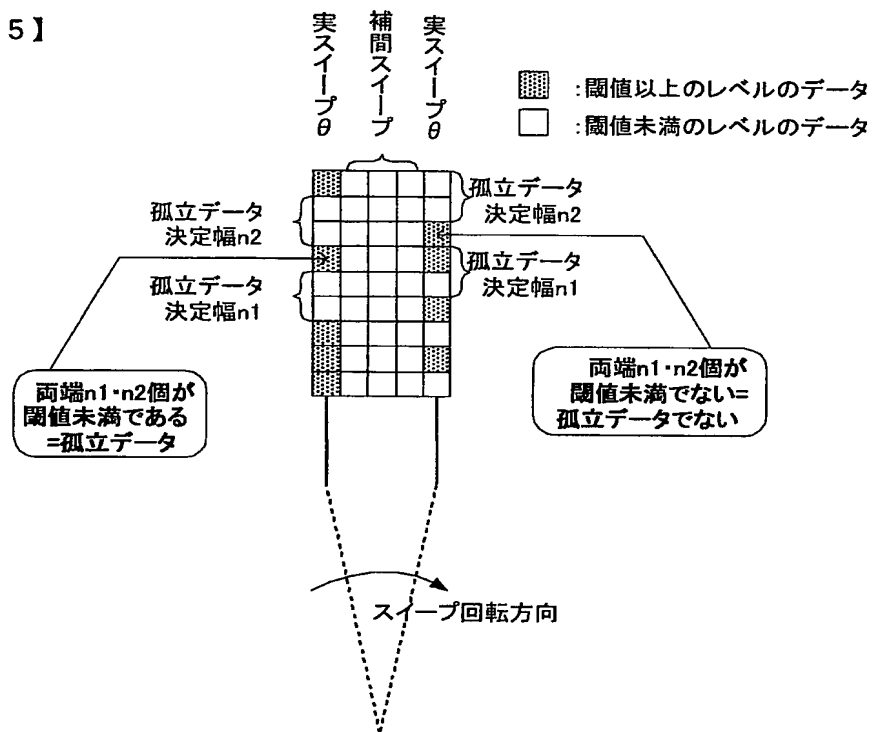 5】
実スイープθ
補間スイープ
実スイープθ
:閾値以上のレベルのデータ
:閾値未満のレベルのデータ
孤立データ
決定幅n2
孤立データ
決定幅n2
孤立データ
決定幅n1
孤立データ
決定幅n1
両端n1・n2個が
閾値未満である
=孤立データ
両端n1・n2個が
閾値未満でない=
孤立データでない
スイープ回転方向